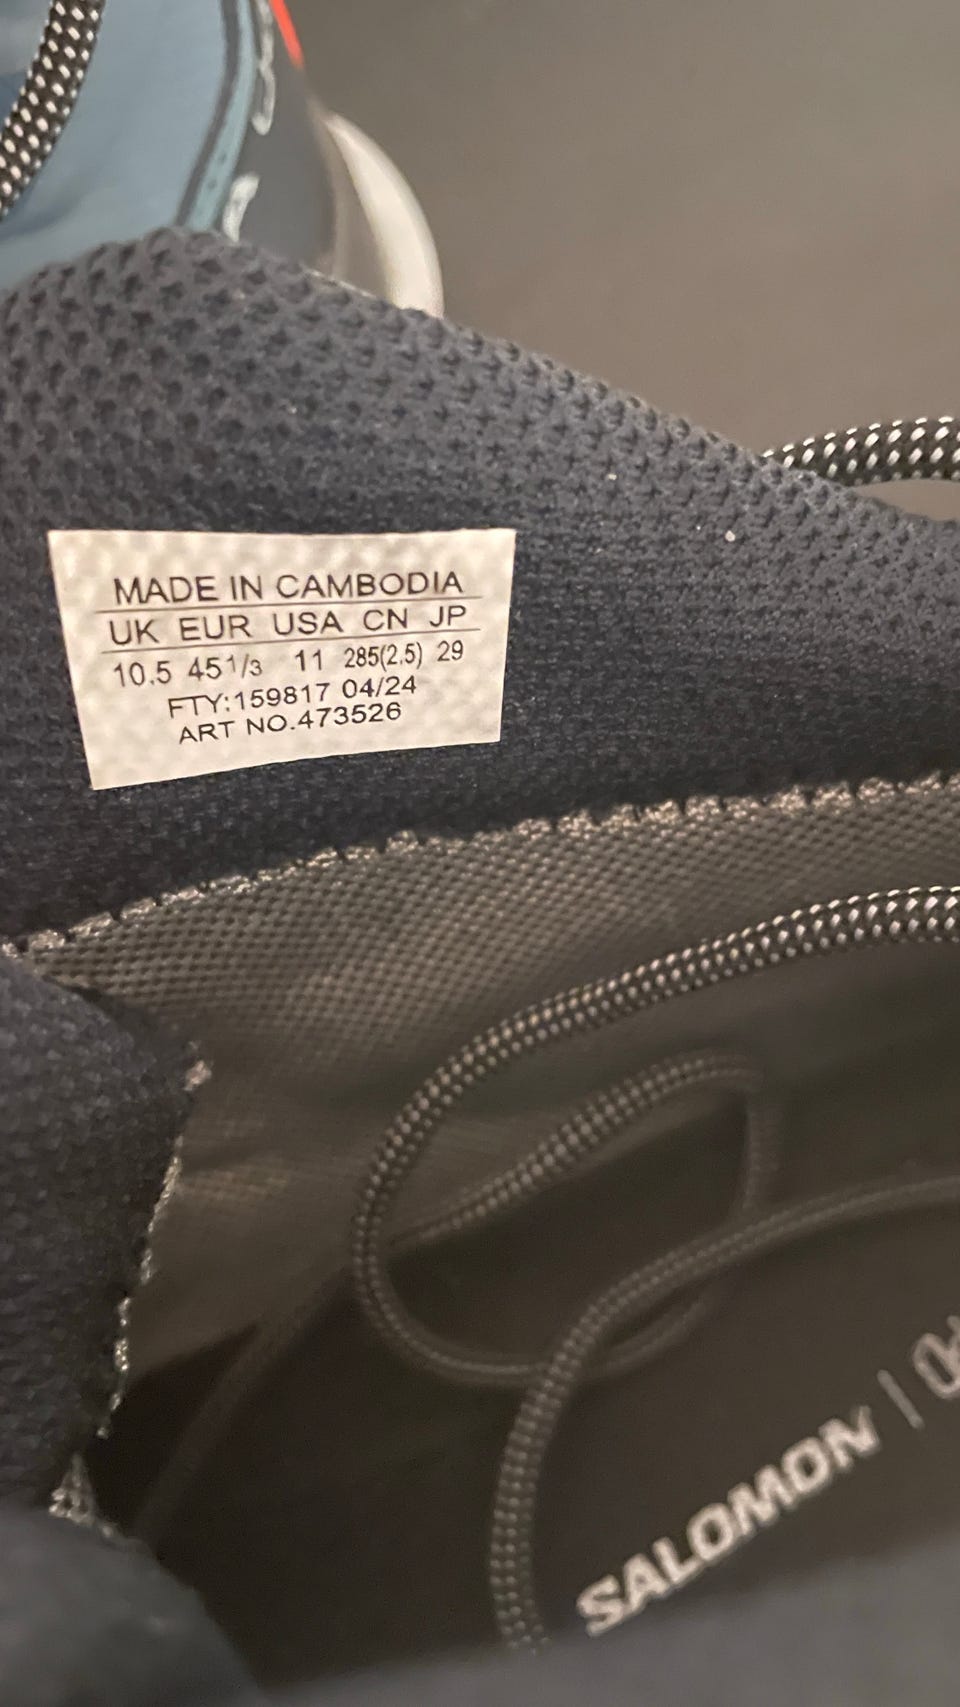 MADE IN CAMBODIA
UK EUR USA CN JP
10.5 45 1/3 11 285(2.5) 29
FTY:159817 04/24
ART NO.473526
SALOMON |